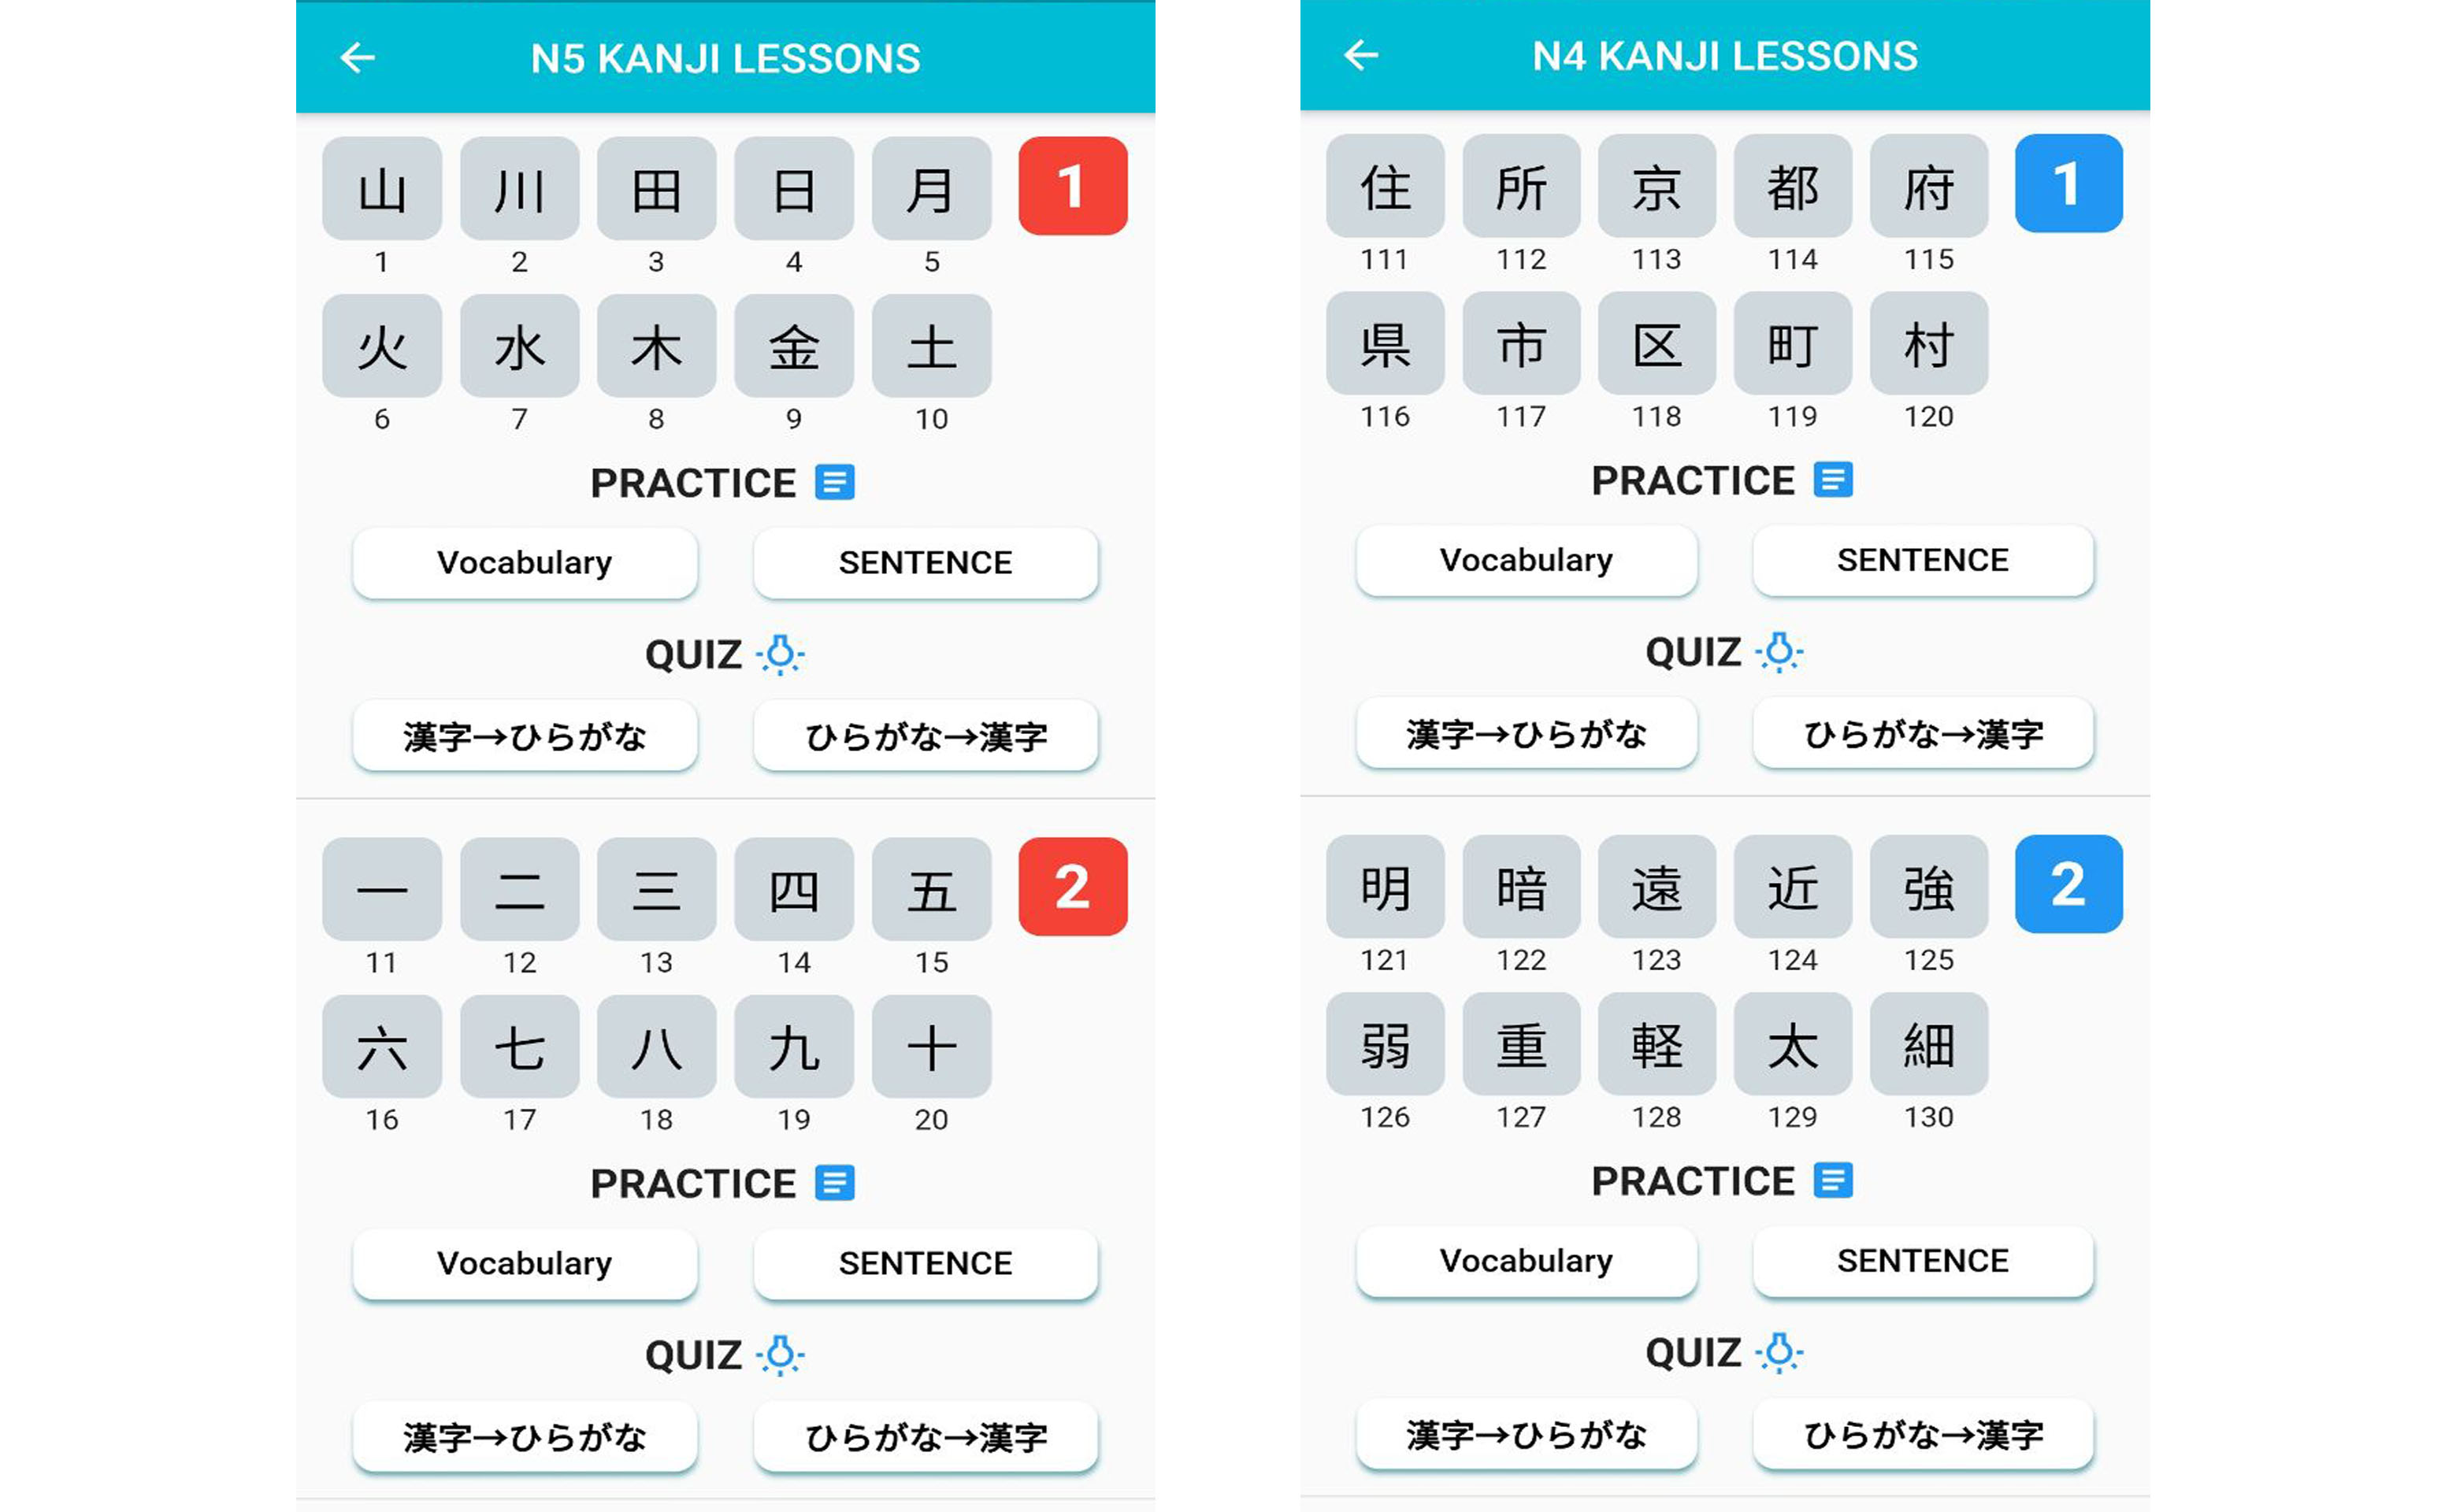 N5 KANJI LESSONS
山 川 田 日 月 1
1 2 3 4 5
火 水 木 金 土
6 7 8 9 10
PRACTICE
Vocabulary SENTENCE
QUIZ
漢字→ひらがな ひらがな→漢字
一 二 三 四 五 2
11 12 13 14 15
六 七 八 九 十
16 17 18 19 20
PRACTICE
Vocabulary SENTENCE
QUIZ
漢字→ひらがな ひらがな→漢字
N4 KANJI LESSONS
住 所 京 都 府 1
111 112 113 114 115
県 市 区 町 村
116 117 118 119 120
PRACTICE
Vocabulary SENTENCE
QUIZ
漢字→ひらがな ひらがな→漢字
明 暗 遠 近 強 2
121 122 123 124 125
弱 重 軽 太 細
126 127 128 129 130
PRACTICE
Vocabulary SENTENCE
QUIZ
漢字→ひらがな ひらがな→漢字